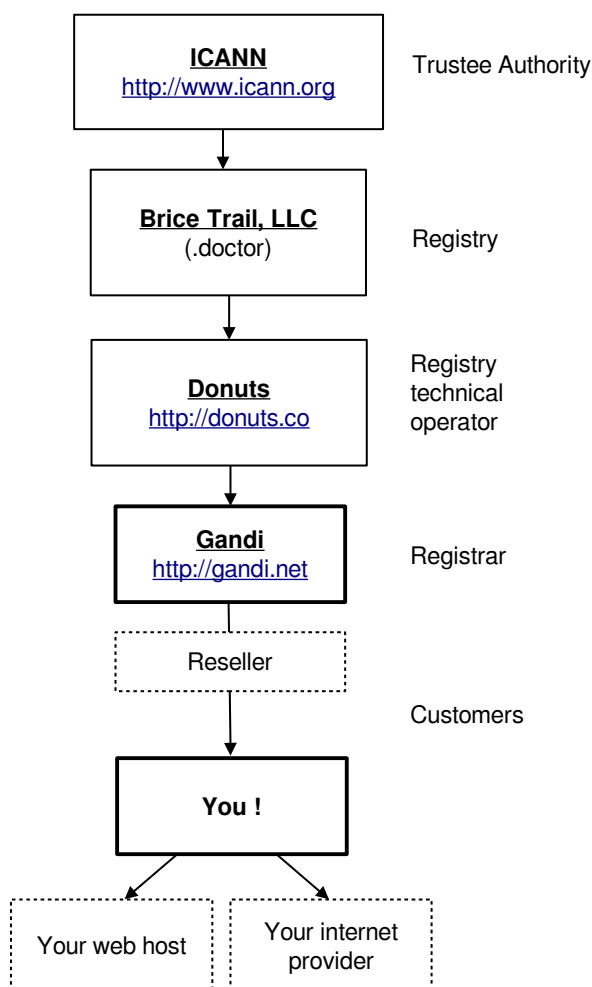 ICANN
http://www.icann.org
Trustee Authority
Brice Trail, LLC
(.doctor)
Registry
Donuts
http://donuts.co
Registry
technical
operator
Gandi
http://gandi.net
Registrar
Reseller
Customers
You !
Your web host
Your internet
provider